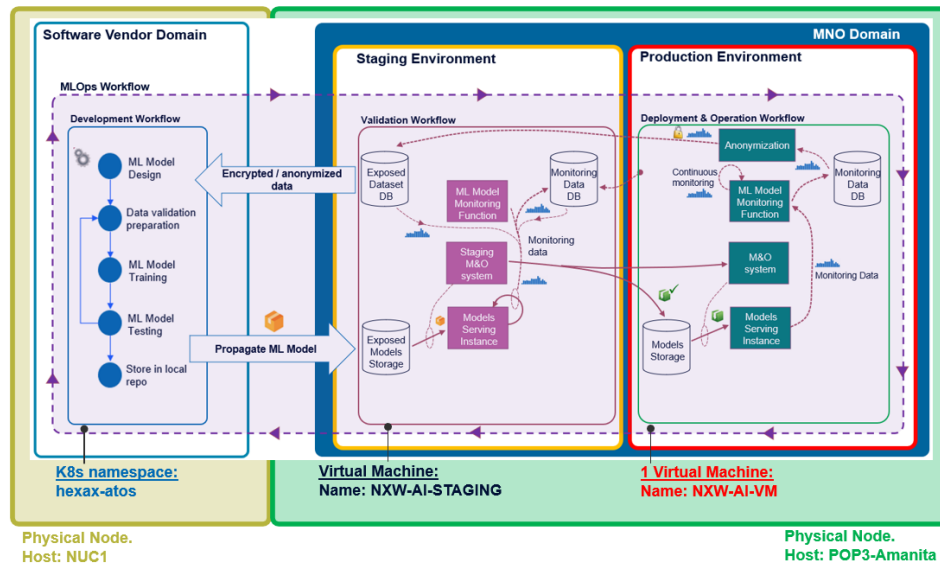 Software Vendor Domain
MNO Domain
Staging Environment
Production Environment
MLOps Workflow
Development Workflow
Validation Workflow
Deployment & Operation Workflow
ML Model
Design
Data validation
preparation
ML Model
Training
ML Model
Testing
Store in local
repo
Encrypted / anonymized
data
Propagate ML Model
Exposed
Dataset
DB
ML Model
Monitoring
Function
Monitoring
Data
DB
Monitoring
data
Staging
M&O
system
Exposed
Models
Storage
Models
Serving
Instance
Anonymization
Continuous
monitoring
ML Model
Monitoring
Function
Monitoring
Data
DB
M&O
system
Monitoring Data
Models
Storage
Models
Serving
Instance
K8s namespace:
hexax-atos
Virtual Machine:
Name: NXW-AI-STAGING
1 Virtual Machine:
Name: NXW-AI-VM
Physical Node.
Host: NUC1
Physical Node.
Host: POP3-Amanita